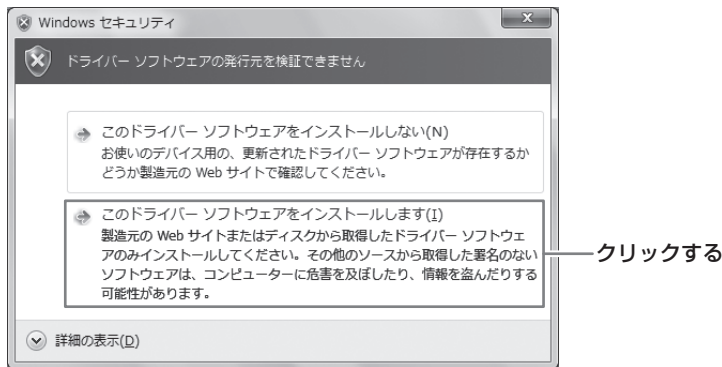 Windows セキュリティ
ドライバー ソフトウェアの発行元を検証できません
このドライバー ソフトウェアをインストールしない(N)
お使いのデバイス用の、更新されたドライバー ソフトウェアが存在するか
どうか製造元の Web サイトで確認してください。
このドライバー ソフトウェアをインストールします(I)
製造元の Web サイトまたはディスクから取得したドライバー ソフトウェ
アのみインストールしてください。その他のソースから取得した署名のない
ソフトウェアは、コンピューターに危害を及ぼしたり、情報を盗んだりする
可能性があります。
クリックする
詳細の表示(D)